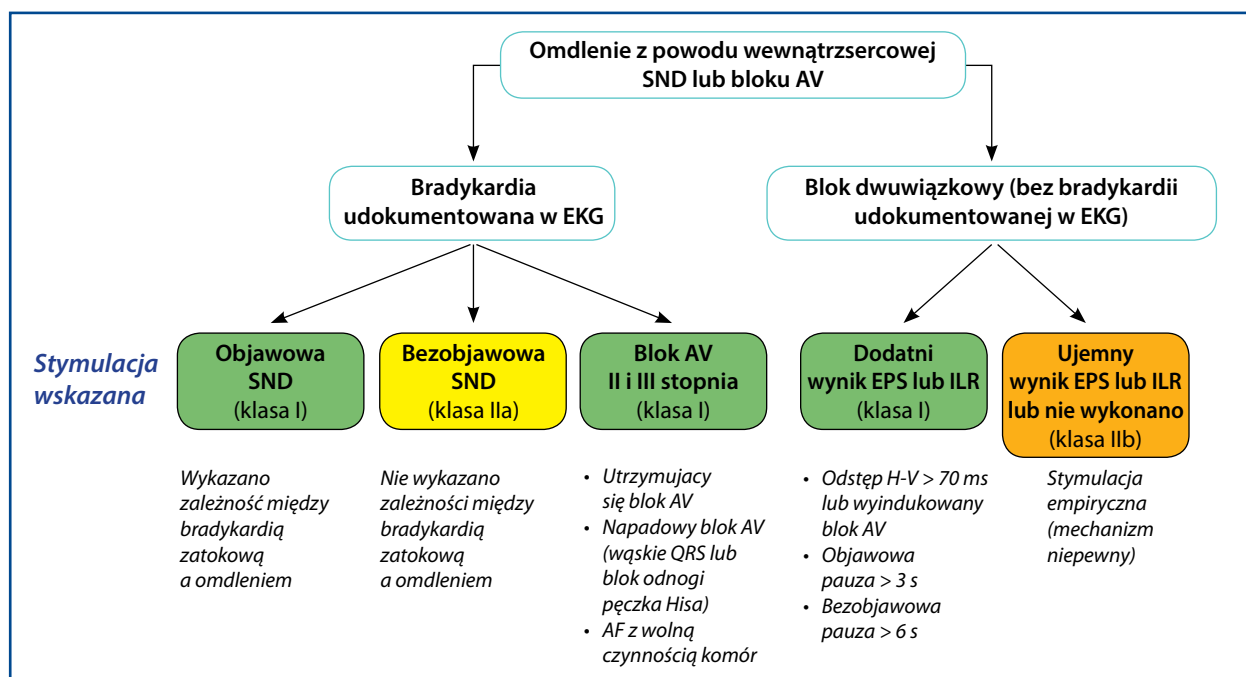 Omdlenie z powodu wewnątrzsercowej
SND lub bloku AV
Bradykardia
udokumentowana w EKG
Blok dwuwiązkowy (bez bradykardii
udokumentowanej w EKG)
Stymulacja
wskazana
Objawowa
SND
(klasa I)
Bezobjawowa
SND
(klasa IIa)
Blok AV
II i III stopnia
(klasa I)
Dodatni
wynik EPS lub ILR
(klasa I)
Ujemny
wynik EPS lub ILR
lub nie wykonano
(klasa IIb)
Wykazano
zależność między
bradykardią
zatokową
a omdleniem
Nie wykazano
zależności między
bradykardią
zatokową
a omdleniem
• Utrzymujacy
się blok AV
• Napadowy blok AV
(wąskie QRS lub
blok odnogi
pęczka Hisa)
• AF z wolną
czynnością komór
• Odstęp H-V > 70 ms
lub wyindukowany
blok AV
• Objawowa
pauza > 3 s
• Bezobjawowa
pauza > 6 s
Stymulacja
empiryczna
(mechanizm
niepewny)